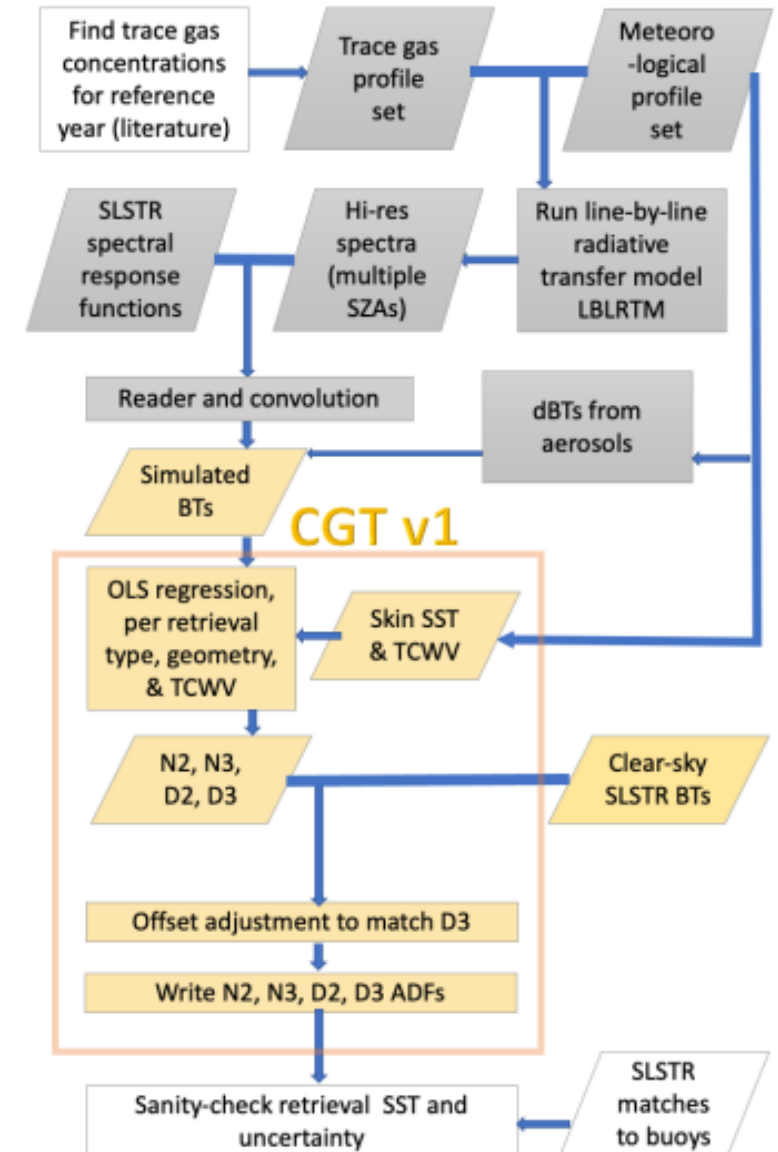 Find trace gas
concentrations
for reference
year (literature)
Trace gas
profile
set
Meteoro
-logical
profile
set
SLSTR
spectral
response
functions
Hi-res
spectra
(multiple
SZAs)
Run line-by-line
radiative
transfer model
LBLRTM
Reader and convolution
dBTs from
aerosols
Simulated
BTs
CGT v1
OLS regression,
per retrieval
type, geometry,
& TCWV
Skin SST
& TCWV
N2, N3,
D2, D3
Clear-sky
SLSTR BTs
Offset adjustment to match D3
Write N2, N3, D2, D3 ADFs
Sanity-check retrieval SST and
uncertainty
SLSTR
matches
to buoys